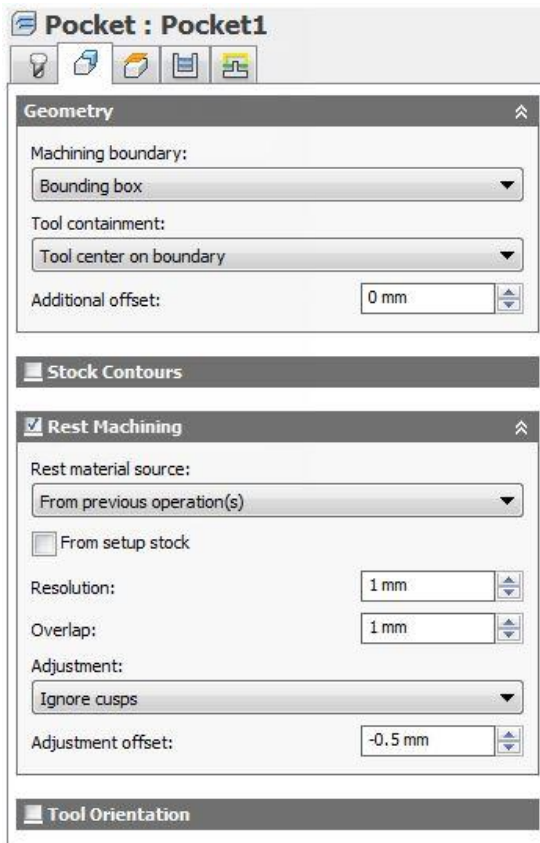 Pocket : Pocket1
Geometry
Machining boundary:
Bounding box
Tool containment:
Tool center on boundary
Additional offset:
0 mm
Stock Contours
Rest Machining
Rest material source:
From previous operation(s)
From setup stock
Resolution:
1 mm
Overlap:
1 mm
Adjustment:
Ignore cusps
Adjustment offset:
-0.5 mm
Tool Orientation